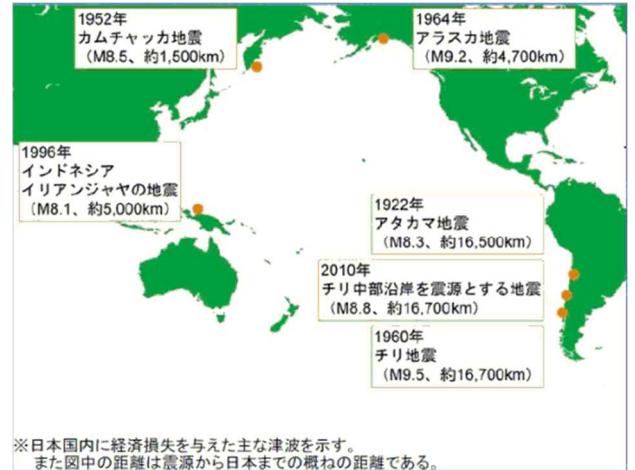 1952年
カムチャッカ地震
（M8.5、約1,500km）
1964年
アラスカ地震
（M9.2、約4,700km）
1996年
インドネシア
イリアンジャヤの地震
（M8.1、約5,000km）
1922年
アタカマ地震
（M8.3、約16,500km）
2010年
チリ中部沿岸を震源とする地震
（M8.8、約16,700km）
1960年
チリ地震
（M9.5、約16,700km）
※日本国内に経済損失を与えた主な津波を示す。
また図中の距離は震源から日本までの概ねの距離である。